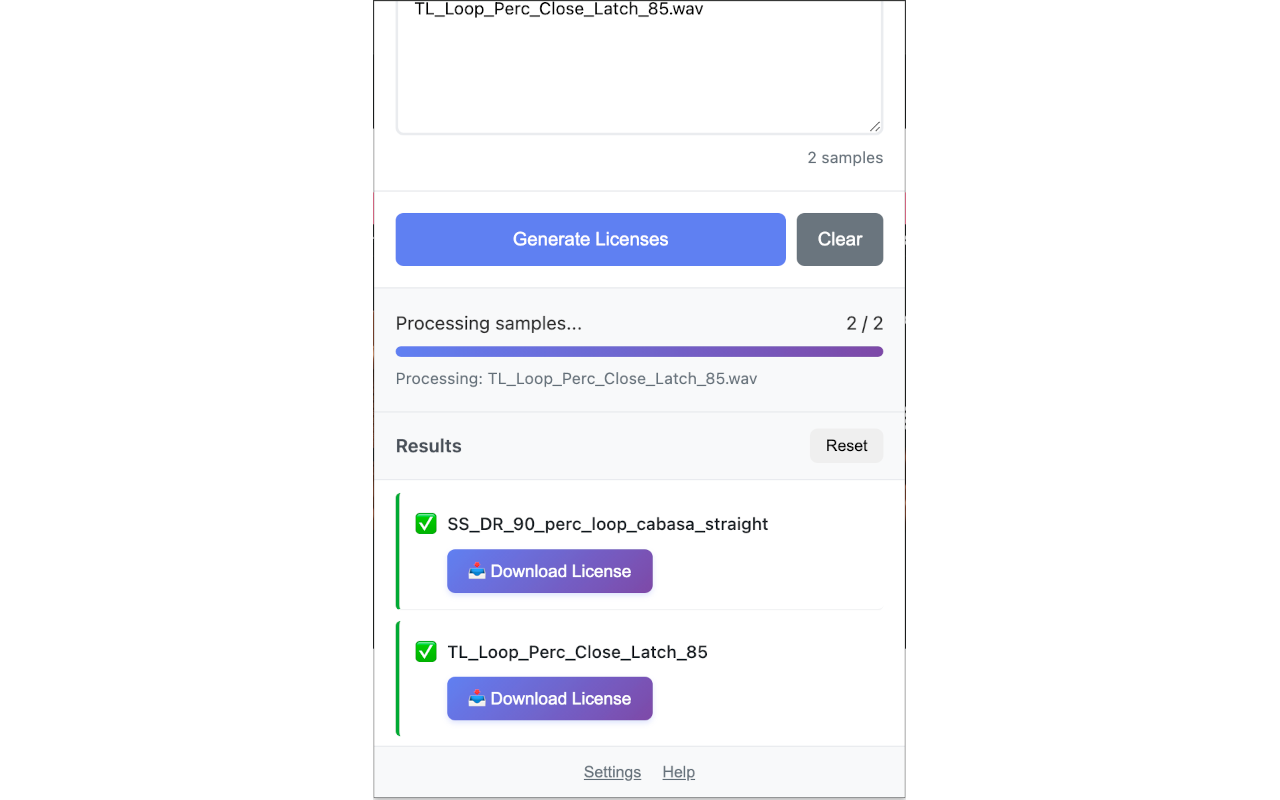 TL_Loop_Perc_Close_Latch_85.wav
2 samples
Generate Licenses
Clear
Processing samples...
2 / 2
Processing: TL_Loop_Perc_Close_Latch_85.wav
Results
Reset
SS_DR_90_perc_loop_cabasa_straight
Download License
TL_Loop_Perc_Close_Latch_85
Download License
Settings
Help